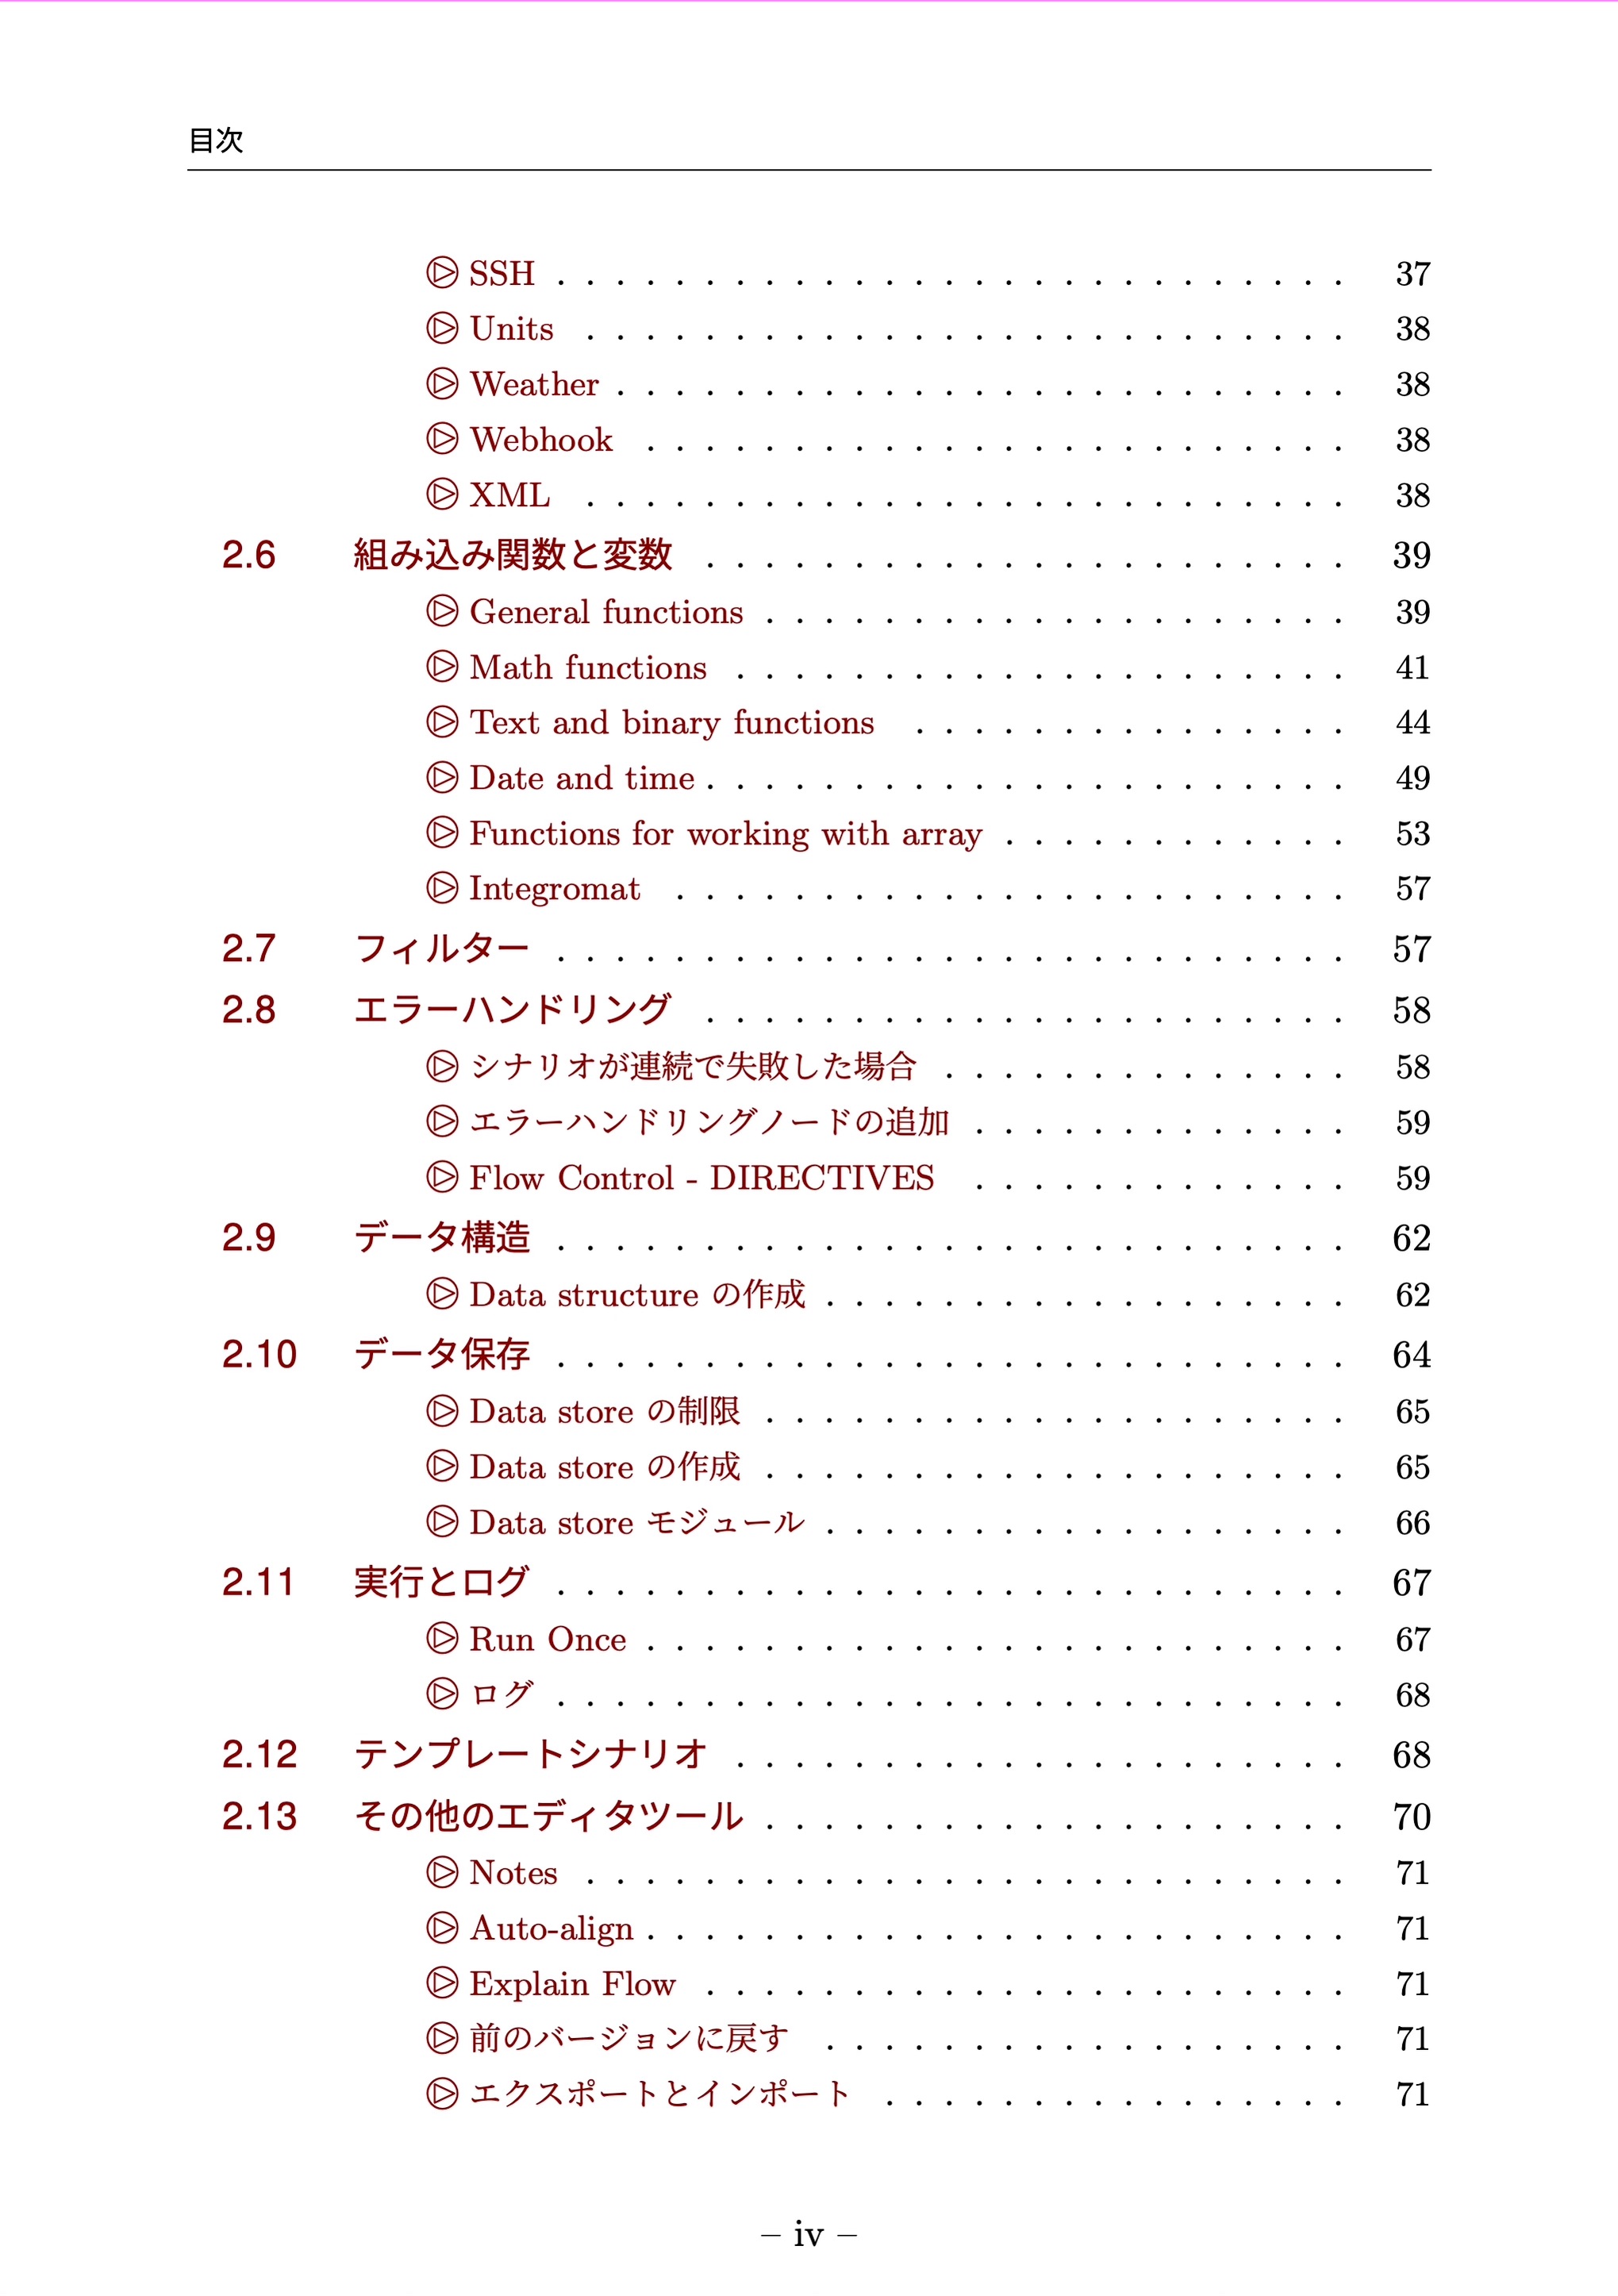 目次
SSH . . . . . . . . . . . . . . . . . . . . . . . . . . . 37
Units . . . . . . . . . . . . . . . . . . . . . . . . . . 38
Weather . . . . . . . . . . . . . . . . . . . . . . . . . 38
Webhook . . . . . . . . . . . . . . . . . . . . . . . . 38
XML . . . . . . . . . . . . . . . . . . . . . . . . . . 38
2.6 組み込み関数と変数 . . . . . . . . . . . . . . . . . . . . . . 39
General functions . . . . . . . . . . . . . . . . . . . . 39
Math functions . . . . . . . . . . . . . . . . . . . . . 41
Text and binary functions . . . . . . . . . . . . . . . 44
Date and time . . . . . . . . . . . . . . . . . . . . . . 49
Functions for working with array . . . . . . . . . . . . 53
Integromat . . . . . . . . . . . . . . . . . . . . . . . 57
2.7 フィルター . . . . . . . . . . . . . . . . . . . . . . . . . . . 57
2.8 エラーハンドリング . . . . . . . . . . . . . . . . . . . . . . 58
シナリオが連続で失敗した場合 . . . . . . . . . . . . . . 58
エラーハンドリングノードの追加 . . . . . . . . . . . . . 59
Flow Control - DIRECTIVES . . . . . . . . . . . . . 59
2.9 データ構造 . . . . . . . . . . . . . . . . . . . . . . . . . . . 62
Data structure の作成 . . . . . . . . . . . . . . . . . . 62
2.10 データ保存 . . . . . . . . . . . . . . . . . . . . . . . . . . . 64
Data store の制限 . . . . . . . . . . . . . . . . . . . . 65
Data store の作成 . . . . . . . . . . . . . . . . . . . . 65
Data store モジュール . . . . . . . . . . . . . . . . . . 66
2.11 実行とログ . . . . . . . . . . . . . . . . . . . . . . . . . . . 67
Run Once . . . . . . . . . . . . . . . . . . . . . . . . 67
ログ . . . . . . . . . . . . . . . . . . . . . . . . . . . 68
2.12 テンプレートシナリオ . . . . . . . . . . . . . . . . . . . . . 68
2.13 その他のエディタツール . . . . . . . . . . . . . . . . . . . . 70
Notes . . . . . . . . . . . . . . . . . . . . . . . . . . 71
Auto-align . . . . . . . . . . . . . . . . . . . . . . . . 71
Explain Flow . . . . . . . . . . . . . . . . . . . . . . 71
前のバージョンに戻す . . . . . . . . . . . . . . . . . . 71
エクスポートとインポート . . . . . . . . . . . . . . . . 71
– iv –